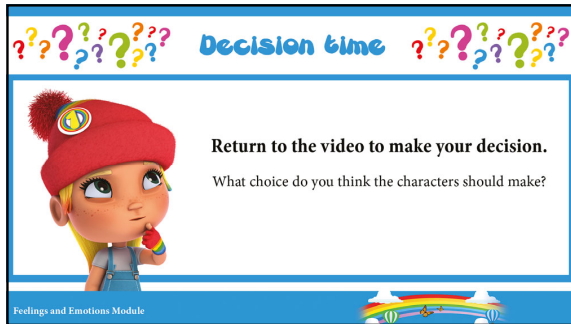 Decision time
Return to the video to make your decision.
What choice do you think the characters should make?
Feelings and Emotions Module